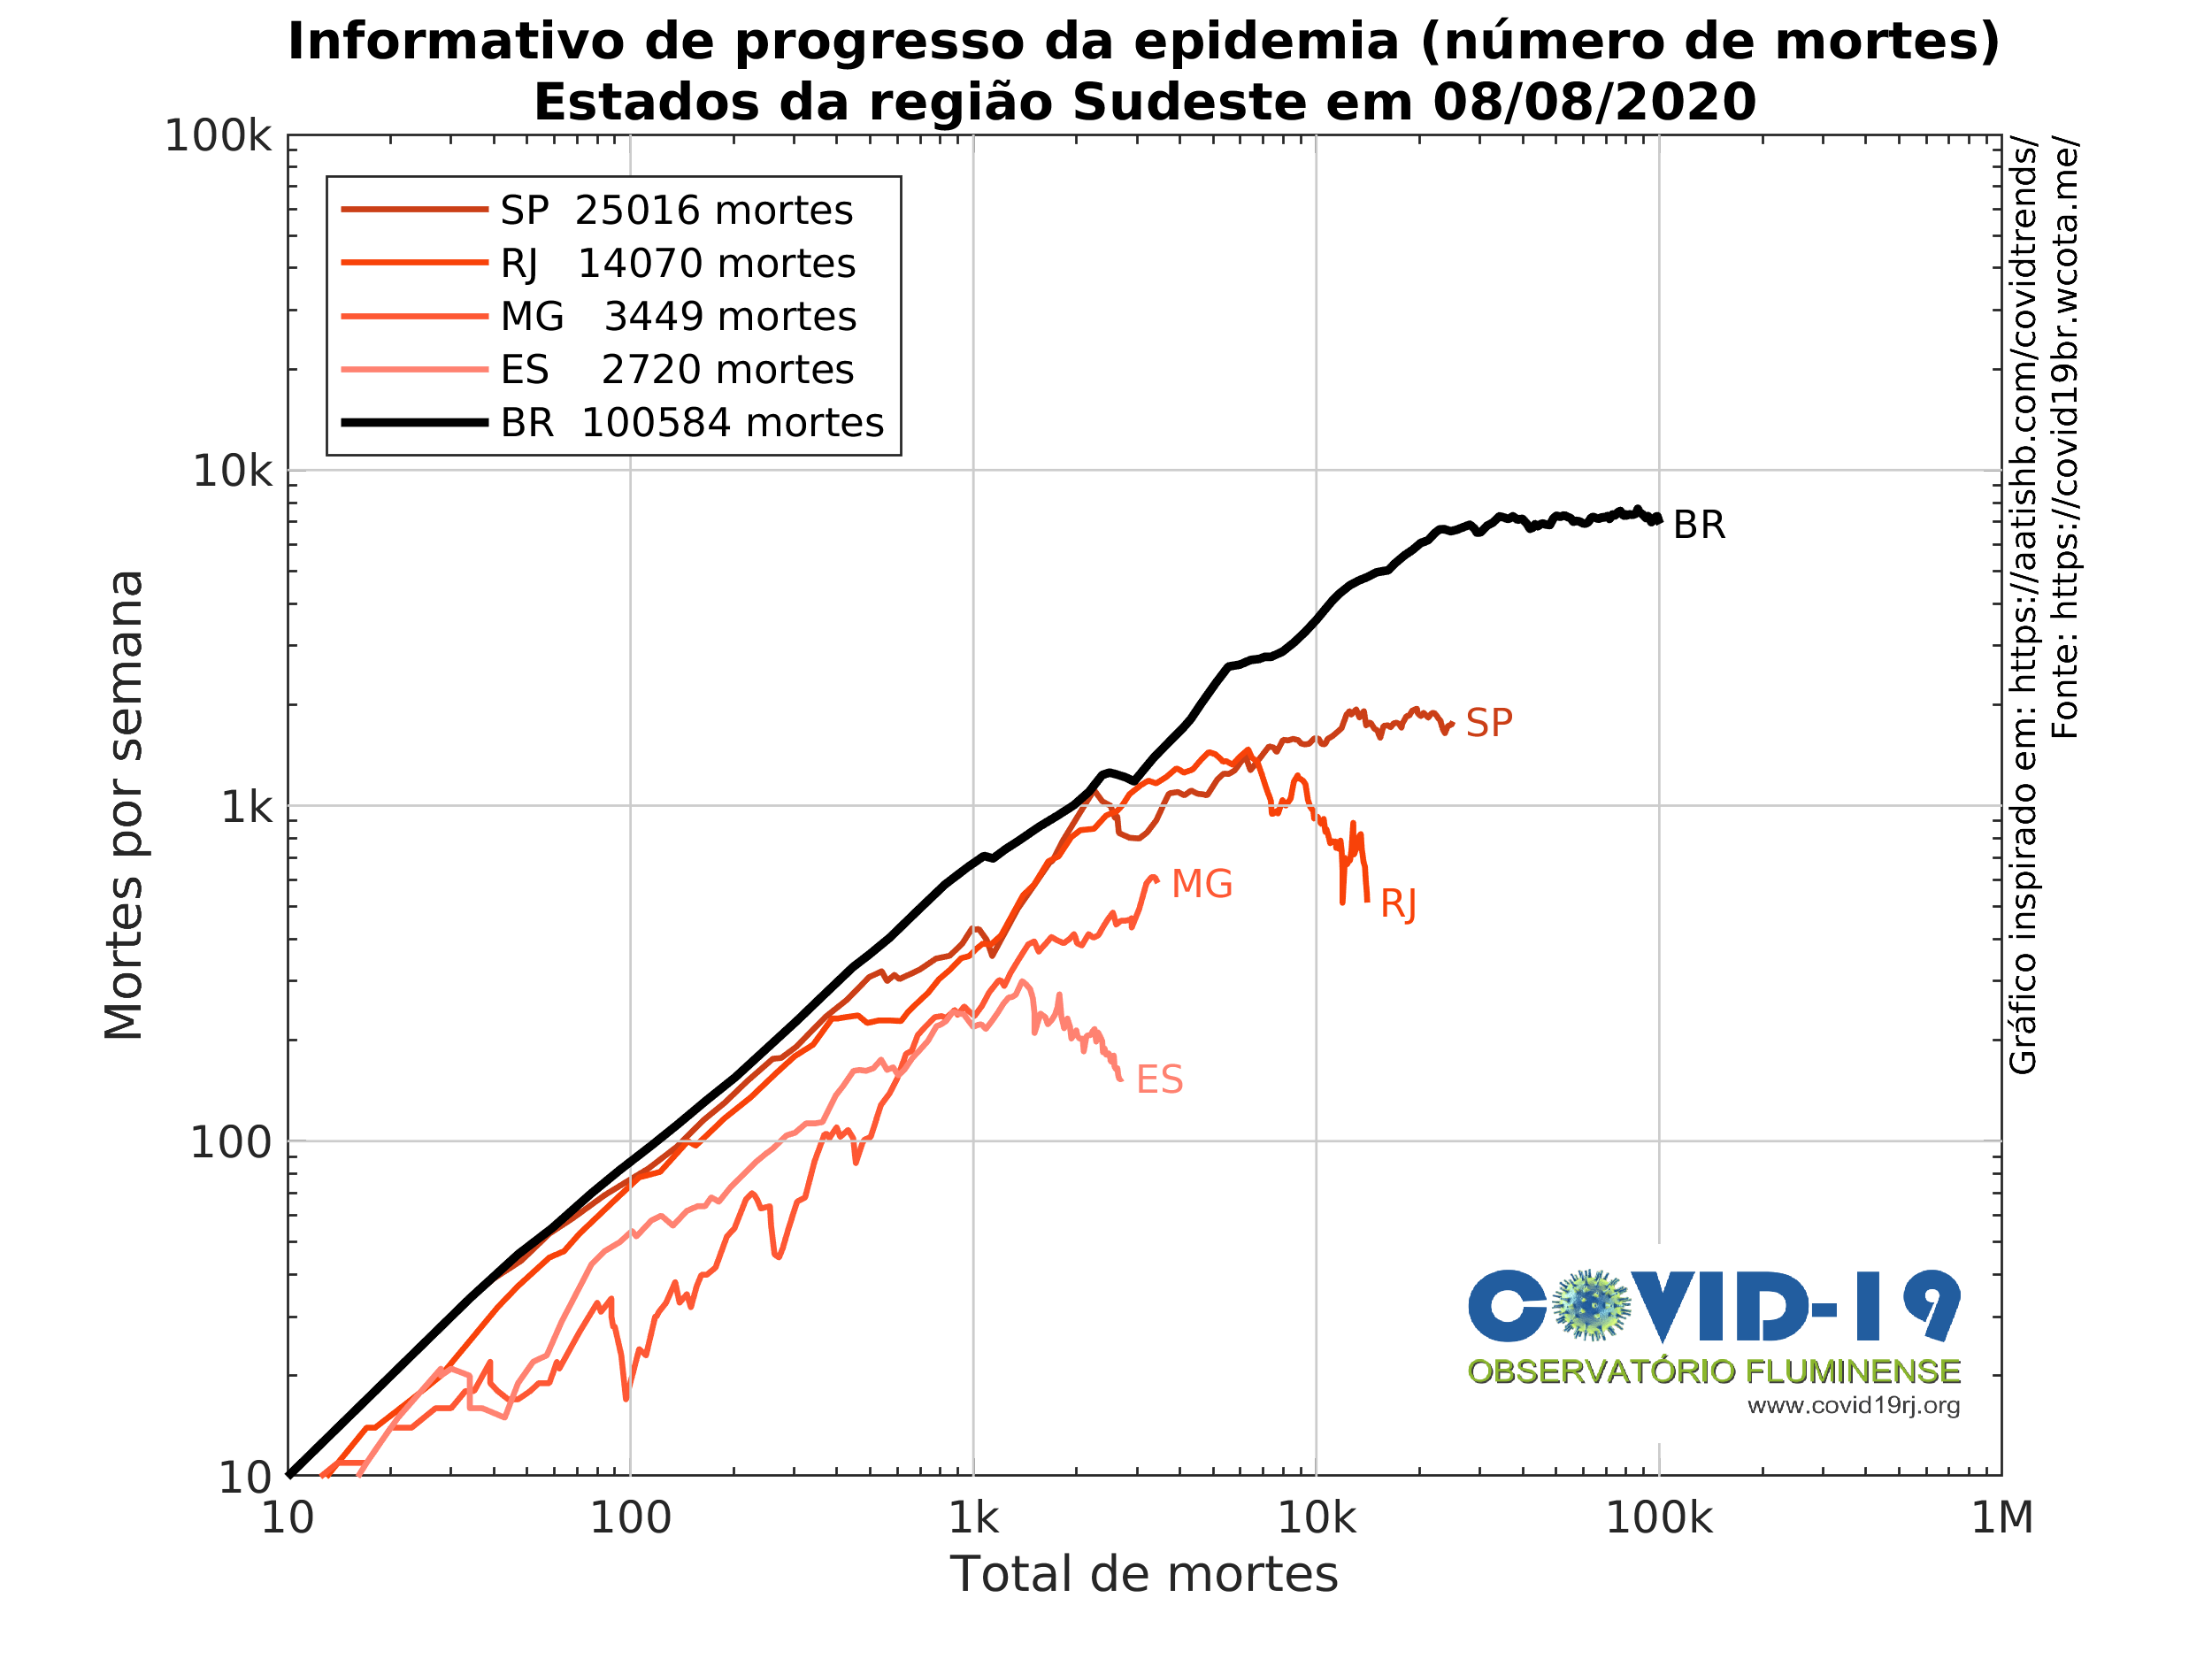 Informativo de progresso da epidemia (número de mortes)
Estados da região Sudeste em 08/08/2020
100k
10k
1k
100
10
Mortes por semana
SP 25016 mortes
RJ 14070 mortes
MG 3449 mortes
ES 2720 mortes
BR 100584 mortes
BR
SP
MG
RJ
ES
Gráfico inspirado em: https://aatishb.com/covidtrends/
Fonte: https://covid19br.wcota.me/
COVID-19
OBSERVATÓRIO FLUMINENSE
www.covid19rj.org
10 100 1k 10k 100k 1M
Total de mortes